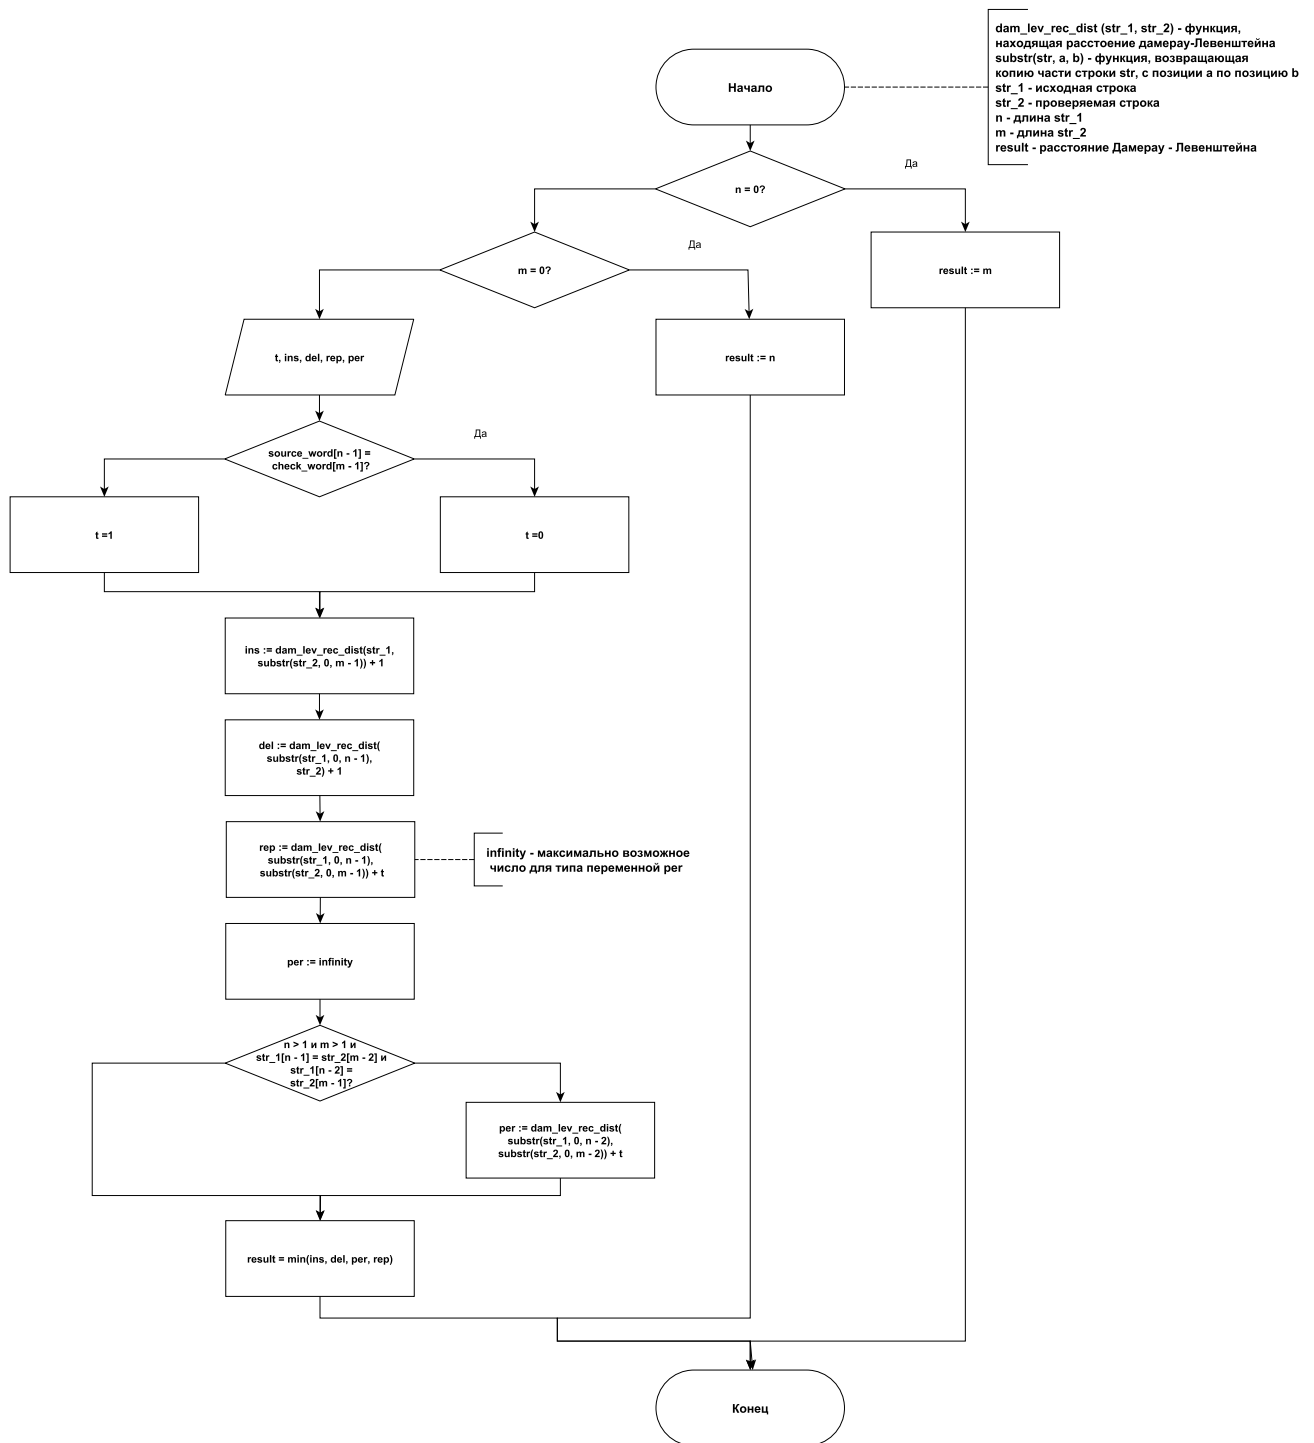 dam_lev_rec_dist (str_1, str_2) - функция,
находящая расстоение дамерау-Левенштейна
substr(str, a, b) - функция, возвращающая
копию части строки str, с позиции a по позицию b
str_1 - исходная строка
str_2 - проверяемая строка
n - длина str_1
m - длина str_2
result - расстояние Дамерау - Левенштейна
Начало
Да
n = 0?
Да
m = 0?
result := m
t, ins, del, rep, per
result := n
Да
source_word[n - 1] =
check_word[m - 1]?
t =1
t =0
ins := dam_lev_rec_dist(str_1,
substr(str_2, 0, m - 1)) + 1
del := dam_lev_rec_dist(
substr(str_1, 0, n - 1),
str_2) + 1
rep := dam_lev_rec_dist(
substr(str_1, 0, n - 1),
substr(str_2, 0, m - 1)) + t
infinity - максимально возможное
число для типа переменной per
per := infinity
n > 1 и m > 1 и
str_1[n - 1] = str_2[m - 2] и
str_1[n - 2] =
str_2[m - 1]?
per := dam_lev_rec_dist(
substr(str_1, 0, n - 2),
substr(str_2, 0, m - 2)) + t
result = min(ins, del, per, rep)
Конец